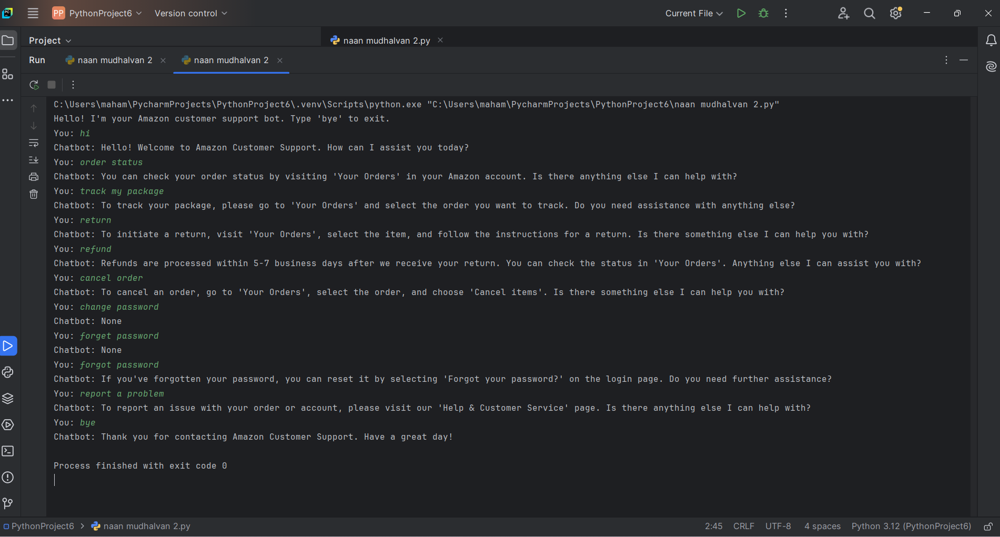 PP PythonProject6 Version control Current File
Project naan mudhalvan 2.py
Run naan mudhalvan 2 naan mudhalvan 2
C:\Users\maham\PycharmProjects\PythonProject6\.venv\Scripts\python.exe "C:\Users\maham\PycharmProjects\PythonProject6\naan mudhalvan 2.py"
Hello! I'm your Amazon customer support bot. Type 'bye' to exit.
You: hi
Chatbot: Hello! Welcome to Amazon Customer Support. How can I assist you today?
You: order status
Chatbot: You can check your order status by visiting 'Your Orders' in your Amazon account. Is there anything else I can help with?
You: track my package
Chatbot: To track your package, please go to 'Your Orders' and select the order you want to track. Do you need assistance with anything else?
You: return
Chatbot: To initiate a return, visit 'Your Orders', select the item, and follow the instructions for a return. Is there something else I can help you with?
You: refund
Chatbot: Refunds are processed within 5-7 business days after we receive your return. You can check the status in 'Your Orders'. Anything else I can assist you with?
You: cancel order
Chatbot: To cancel an order, go to 'Your Orders', select the order, and choose 'Cancel items'. Is there something else I can help you with?
You: change password
Chatbot: None
You: forget password
Chatbot: None
You: forgot password
Chatbot: If you've forgotten your password, you can reset it by selecting 'Forgot your password?' on the login page. Do you need further assistance?
You: report a problem
Chatbot: To report an issue with your order or account, please visit our 'Help & Customer Service' page. Is there anything else I can help with?
You: bye
Chatbot: Thank you for contacting Amazon Customer Support. Have a great day!
Process finished with exit code 0
PythonProject6 > naan mudhalvan 2.py 2:45 CRLF UTF-8 4 spaces Python 3.12 (PythonProject6)